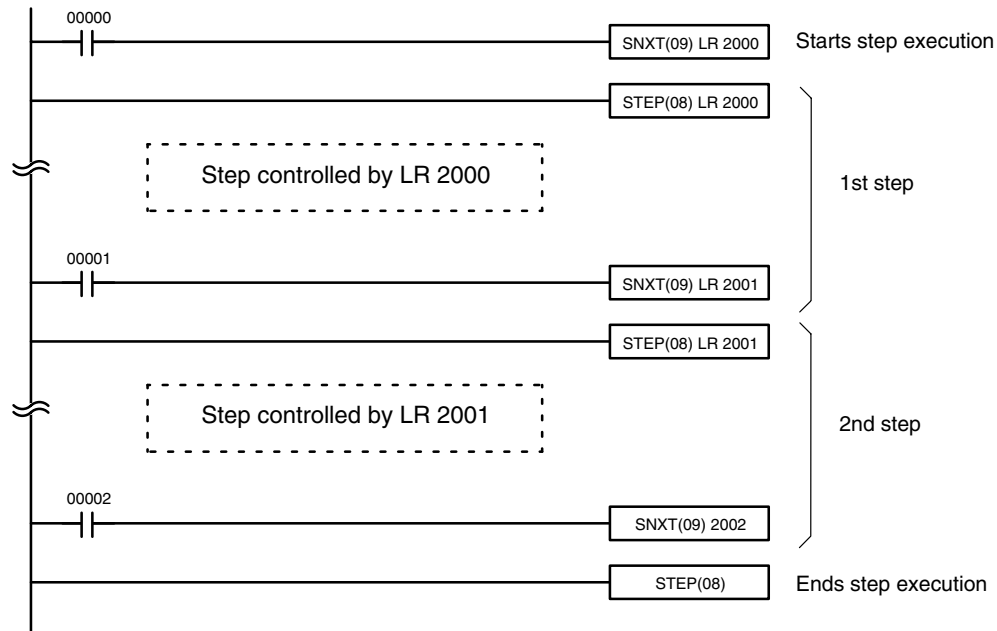 00000
SNXT(09) LR 2000
Starts step execution
STEP(08) LR 2000
Step controlled by LR 2000
1st step
00001
SNXT(09) LR 2001
STEP(08) LR 2001
Step controlled by LR 2001
2nd step
00002
SNXT(09) 2002
STEP(08)
Ends step execution